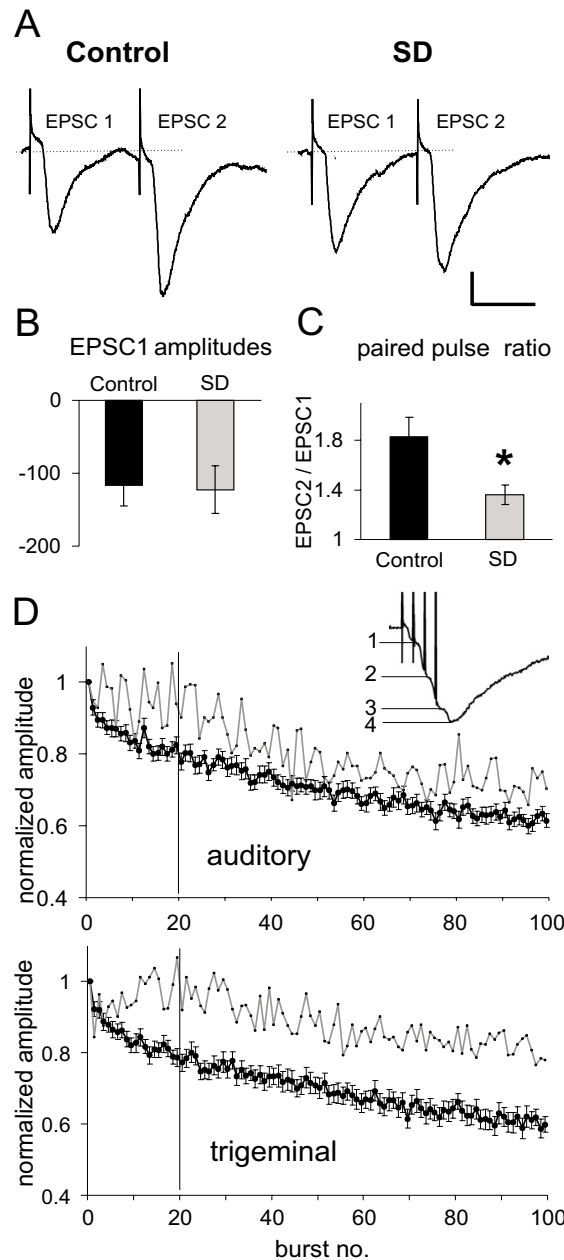 A
Control SD
EPSC 1 EPSC 2 EPSC 1 EPSC 2
B
EPSC1 amplitudes
Control SD
0
-100
-200
C
paired pulse ratio
EPSC2 / EPSC1
1.8
1.4
1
*
Control SD
D
1
2
3
4
normalized amplitude
1
0.8
0.6
0.4
auditory
0 20 40 60 80 100
normalized amplitude
1
0.8
0.6
0.4
trigeminal
0 20 40 60 80 100
burst no.